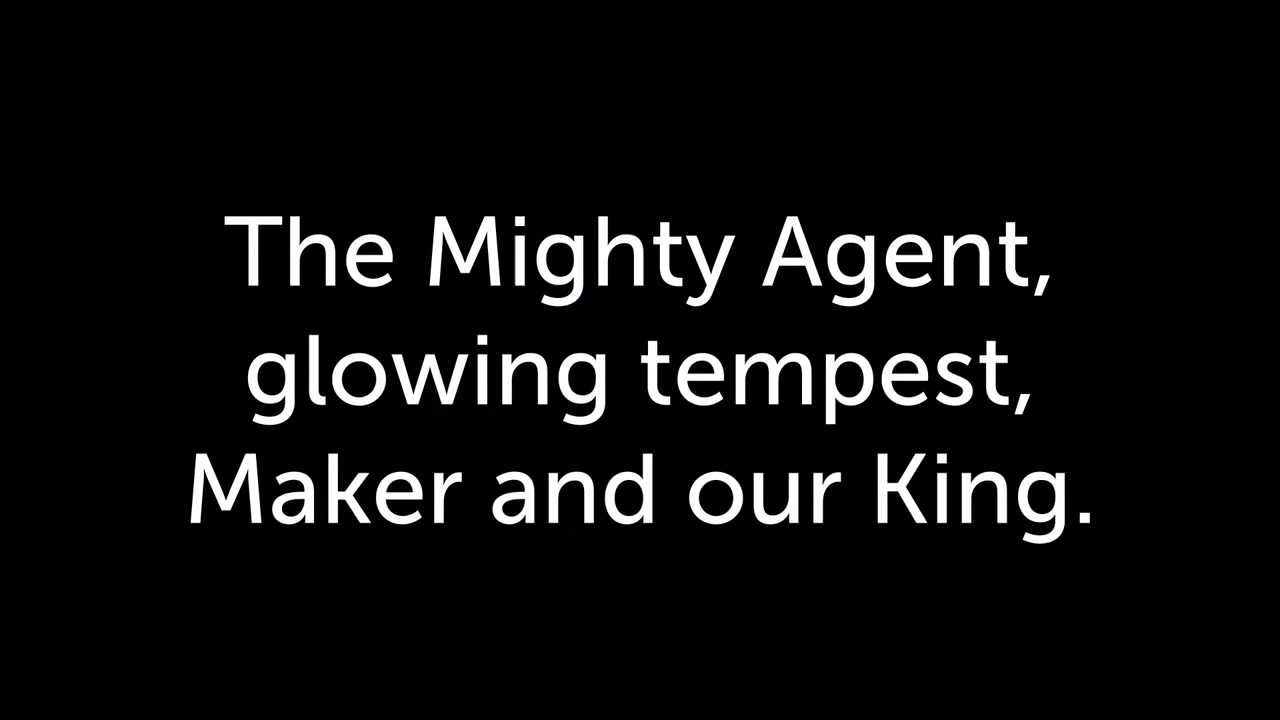 The Mighty Agent,
glowing tempest,
Maker and our King.